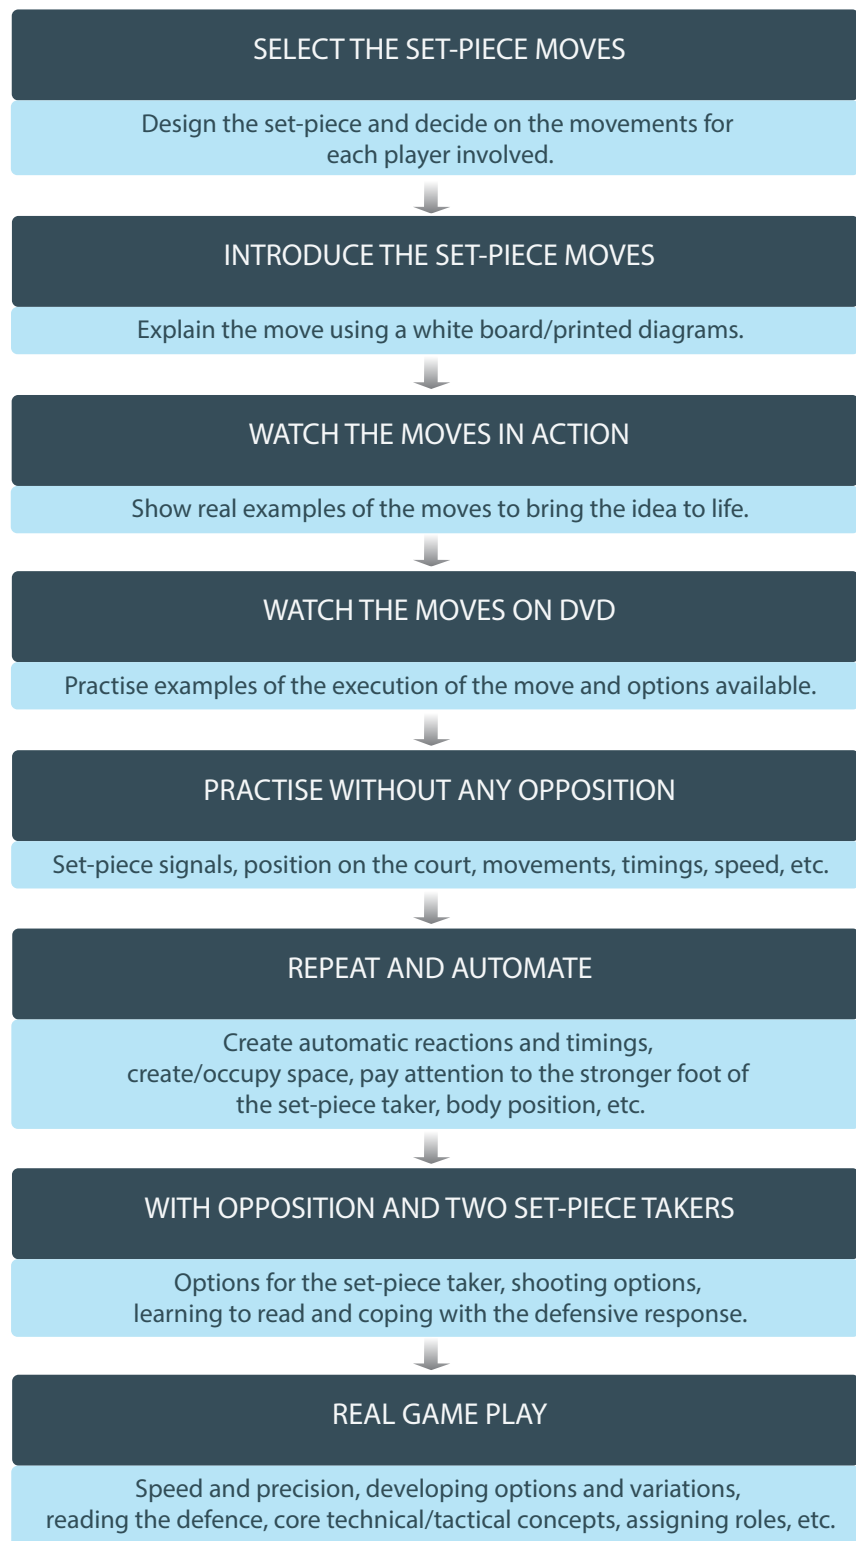 SELECT THE SET-PIECE MOVES
Design the set-piece and decide on the movements for
each player involved.
INTRODUCE THE SET-PIECE MOVES
Explain the move using a white board/printed diagrams.
WATCH THE MOVES IN ACTION
Show real examples of the moves to bring the idea to life.
WATCH THE MOVES ON DVD
Practise examples of the execution of the move and options available.
PRACTISE WITHOUT ANY OPPOSITION
Set-piece signals, position on the court, movements, timings, speed, etc.
REPEAT AND AUTOMATE
Create automatic reactions and timings,
create/occupy space, pay attention to the stronger foot of
the set-piece taker, body position, etc.
WITH OPPOSITION AND TWO SET-PIECE TAKERS
Options for the set-piece taker, shooting options,
learning to read and coping with the defensive response.
REAL GAME PLAY
Speed and precision, developing options and variations,
reading the defence, core technical/tactical concepts, assigning roles, etc.